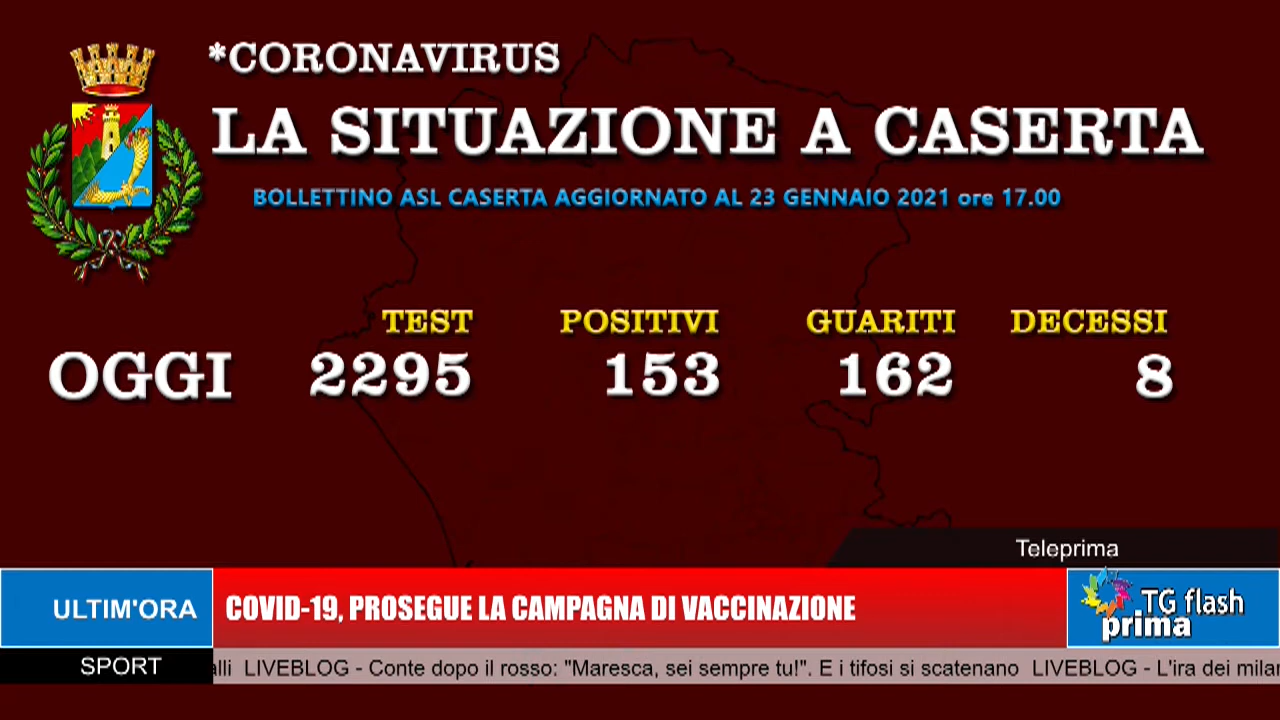 *CORONAVIRUS
LA SITUAZIONE A CASERTA
BOLLETTINO ASL CASERTA AGGIORNATO AL 23 GENNAIO 2021 ore 17.00
TEST POSITIVI GUARITI DECESSI
OGGI 2295 153 162 8
Teleprima
ULTIM'ORA COVID-19, PROSEGUE LA CAMPAGNA DI VACCINAZIONE
TG flash
prima
SPORT LIVEBLOG - Conte dopo il rosso: "Maresca, sei sempre tu!". E i tifosi si scatenano LIVEBLOG - L'ira dei